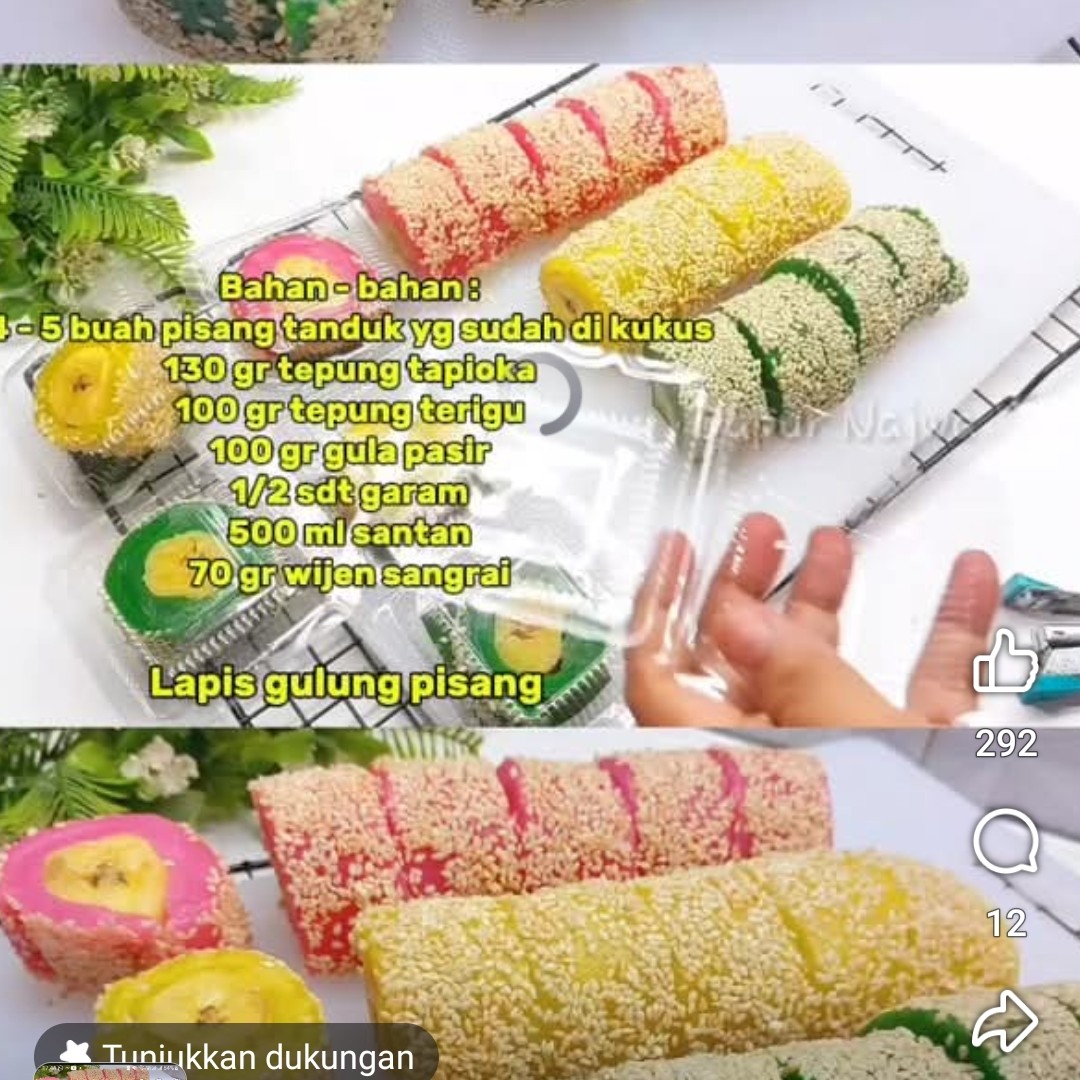 Bahan - bahan :
4 - 5 buah pisang tanduk yg sudah di kukus
130 gr tepung tapioka
100 gr tepung terigu
100 gr gula pasir
1/2 sdt garam
500 ml santan
70 gr wijen sangrai
Lapis gulung pisang
292
12
Tunjukkan dukungan